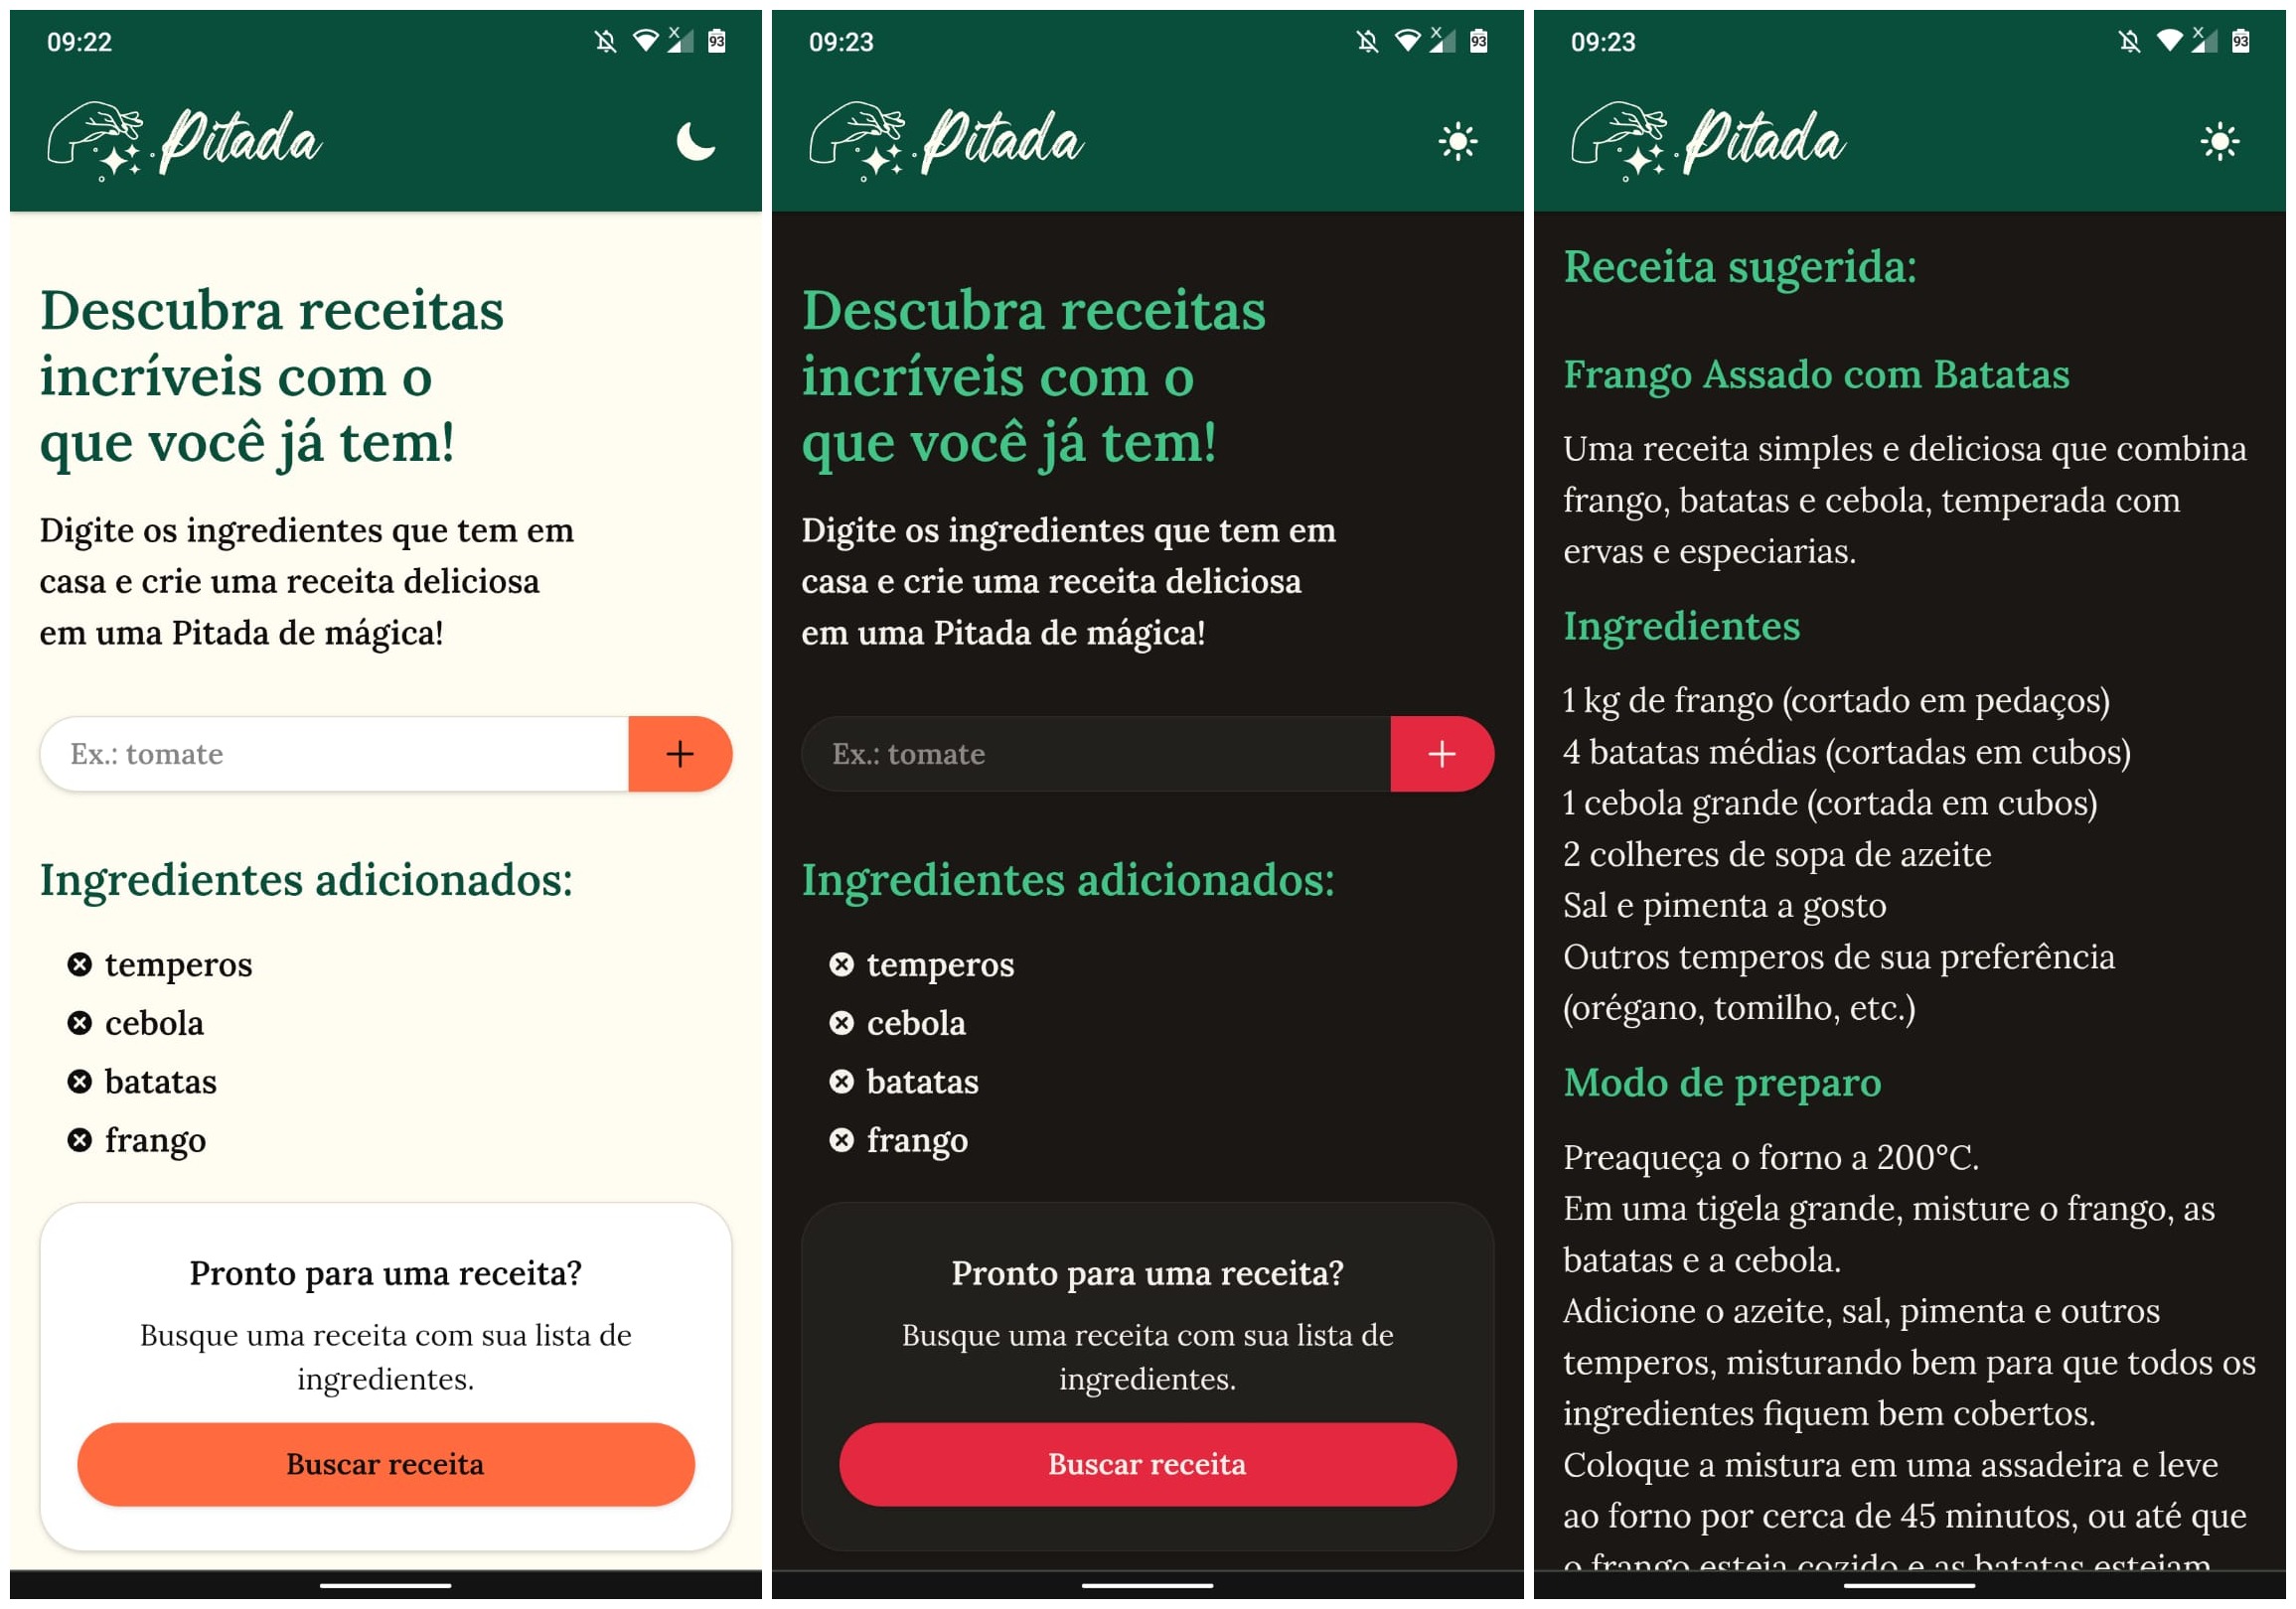 09:22
93
Pitada
Descubra receitas
incríveis com o
que você já tem!
Digite os ingredientes que tem em
casa e crie uma receita deliciosa
em uma Pitada de mágica!
Ex.: tomate
Ingredientes adicionados:
temperos
cebola
batatas
frango
Pronto para uma receita?
Busque uma receita com sua lista de
ingredientes.
Buscar receita
09:23
93
Pitada
Descubra receitas
incríveis com o
que você já tem!
Digite os ingredientes que tem em
casa e crie uma receita deliciosa
em uma Pitada de mágica!
Ex.: tomate
Ingredientes adicionados:
temperos
cebola
batatas
frango
Pronto para uma receita?
Busque uma receita com sua lista de
ingredientes.
Buscar receita
09:23
93
Pitada
Receita sugerida:
Frango Assado com Batatas
Uma receita simples e deliciosa que combina
frango, batatas e cebola, temperada com
ervas e especiarias.
Ingredientes
1 kg de frango (cortado em pedaços)
4 batatas médias (cortadas em cubos)
1 cebola grande (cortada em cubos)
2 colheres de sopa de azeite
Sal e pimenta a gosto
Outros temperos de sua preferência
(orégano, tomilho, etc.)
Modo de preparo
Preaqueça o forno a 200°C.
Em uma tigela grande, misture o frango, as
batatas e a cebola.
Adicione o azeite, sal, pimenta e outros
temperos, misturando bem para que todos os
ingredientes fiquem bem cobertos.
Coloque a mistura em uma assadeira e leve
ao forno por cerca de 45 minutos, ou até que
o frango esteja cozido e as batatas estejam